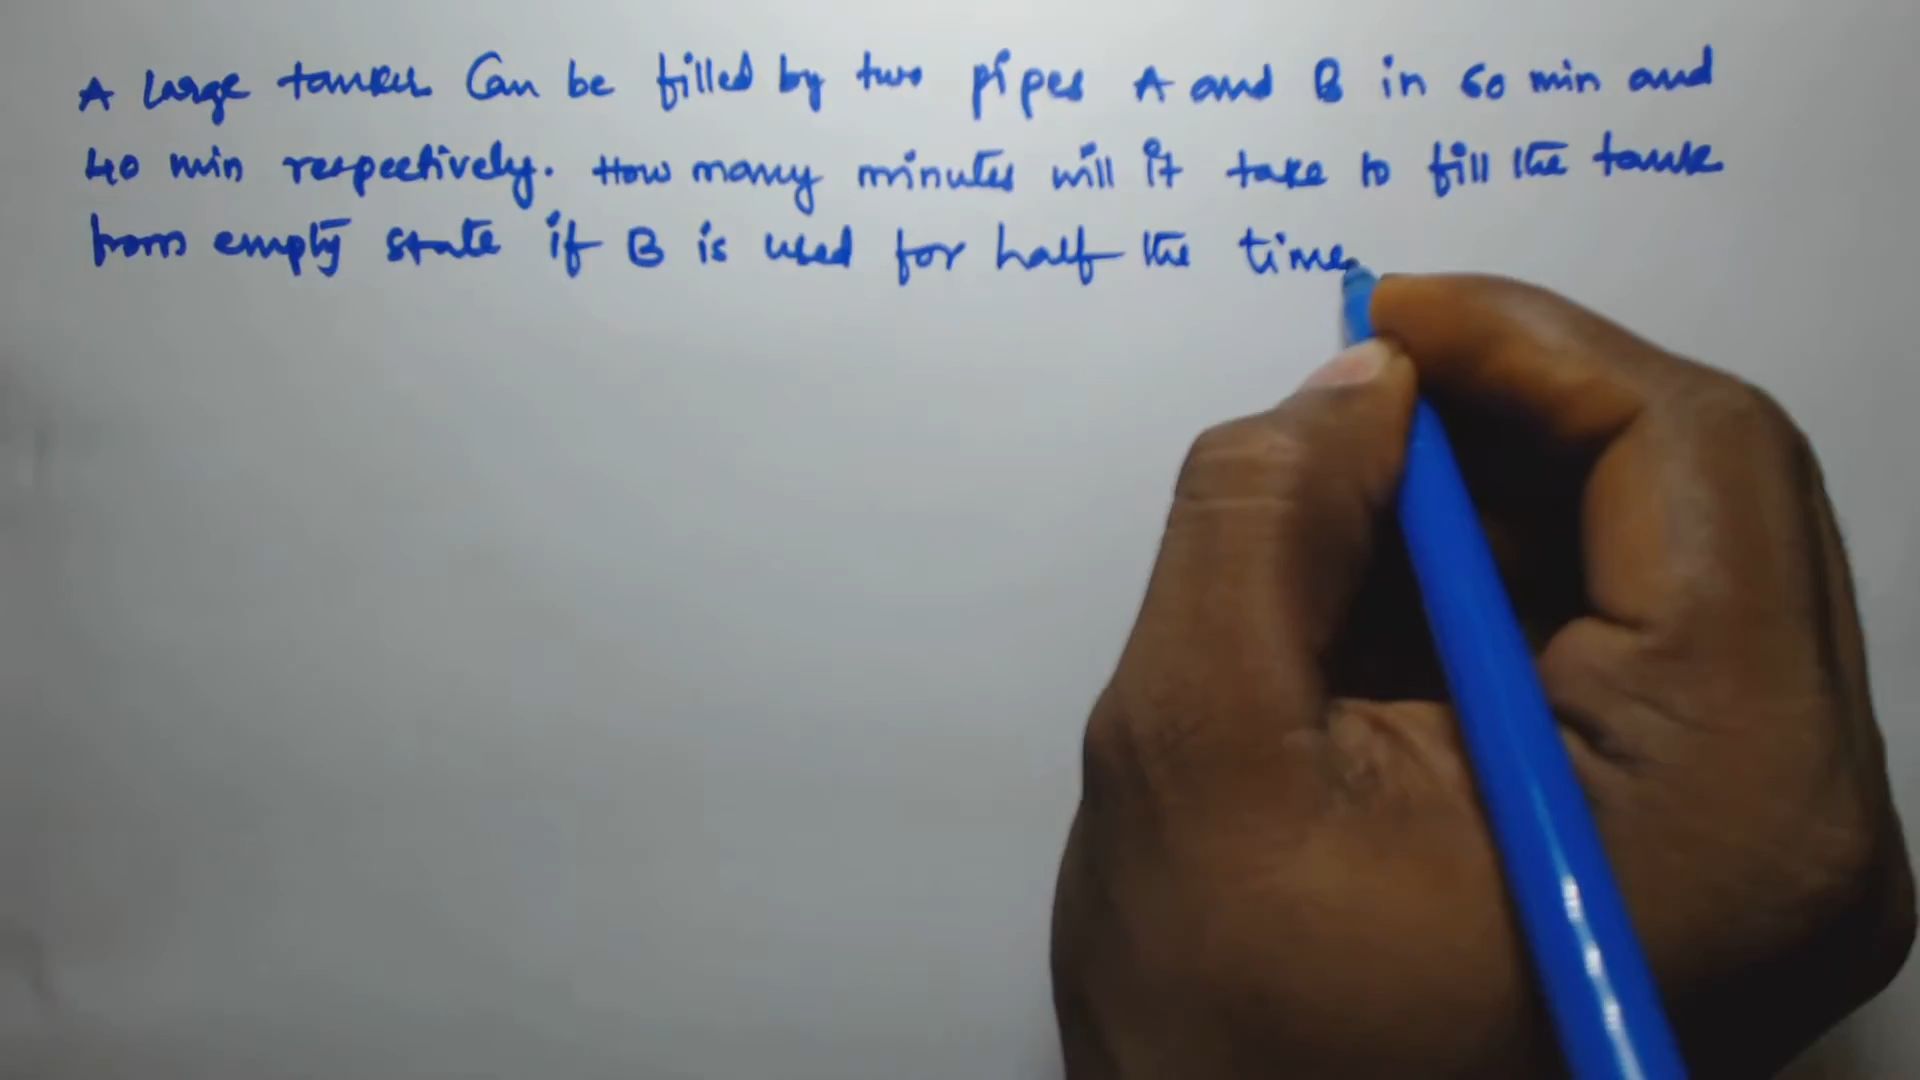 A large tanker Can be filled by two pipes A and B in 60 min and
40 min respectively. How many minutes will it take to fill the tank
from empty state if B is used for half the time